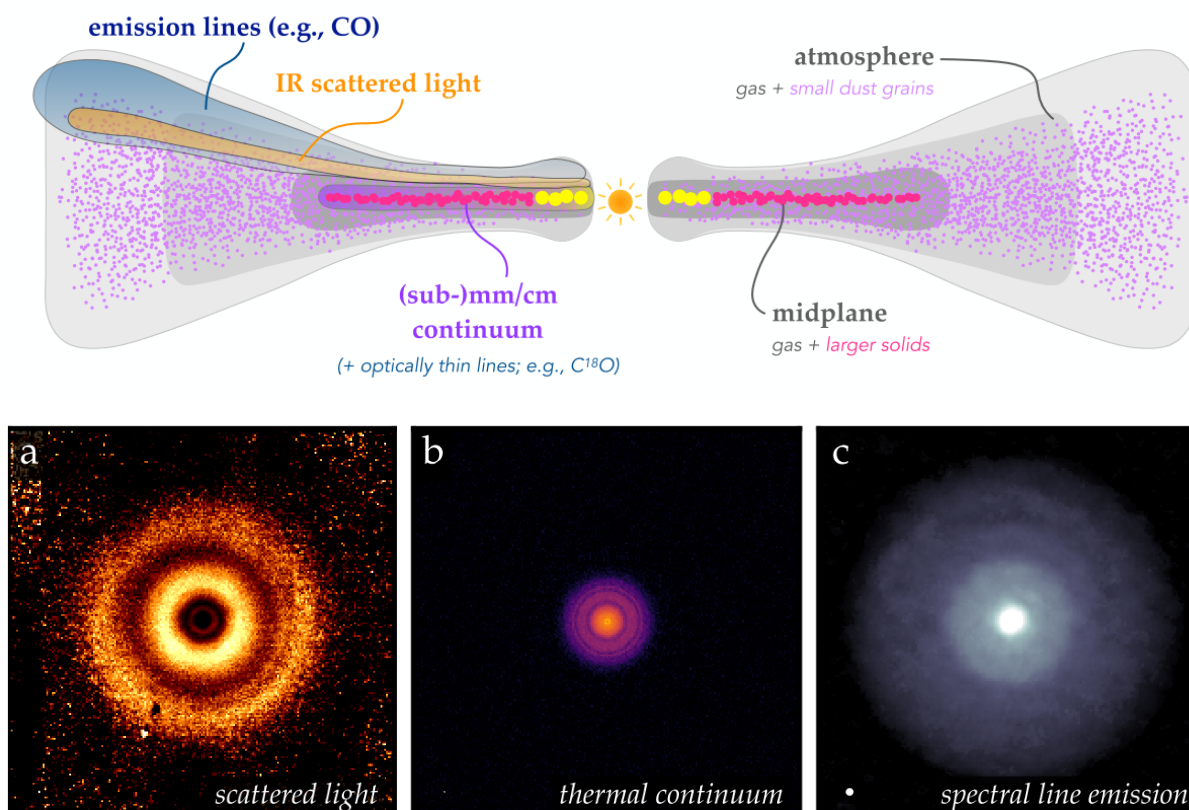 emission lines (e.g., CO)
IR scattered light
atmosphere
gas + small dust grains
(sub-)mm/cm
continuum
(+ optically thin lines; e.g., C¹⁸O)
midplane
gas + larger solids
a
b
c
scattered light
thermal continuum
spectral line emission